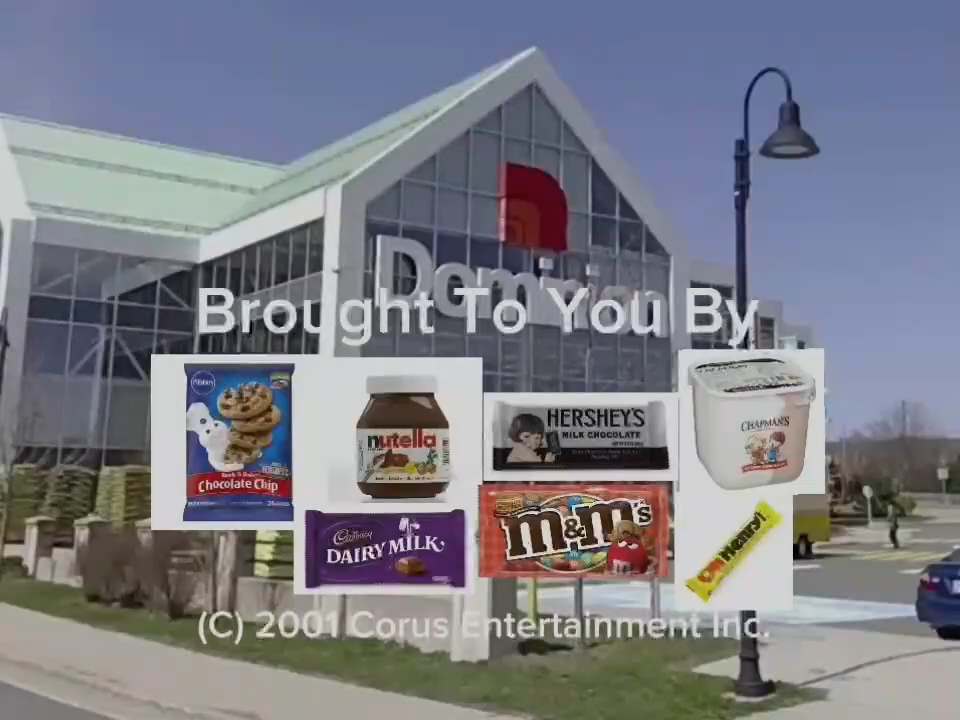 Dominion
Brought To You By
Pillsbury
Chocolate Chip
nutella
HERSHEY'S
MILK CHOCOLATE
CHAPMAN'S
Cadbury
DAIRY MILK
m&m's
Oh Henry!
(C) 2001 Corus Entertainment Inc.